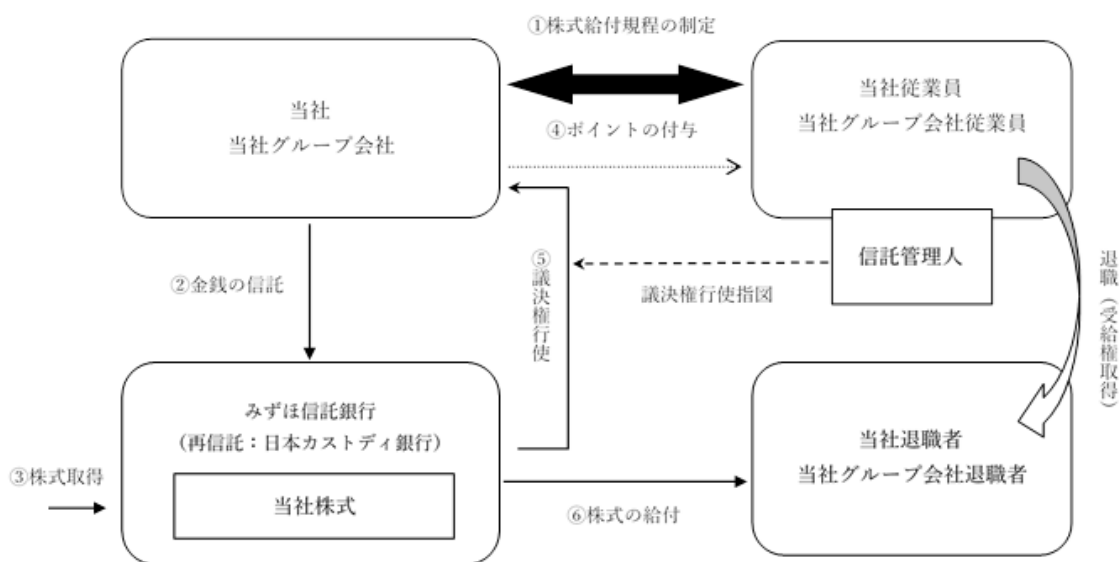 ①株式給付規程の制定
当社
当社グループ会社
当社従業員
当社グループ会社従業員
④ポイントの付与
信託管理人
②金銭の信託
⑤議決権行使
議決権行使指図
退職（受給権取得）
みずほ信託銀行
（再信託：日本カストディ銀行）
当社退職者
当社グループ会社退職者
③株式取得
当社株式
⑥株式の給付